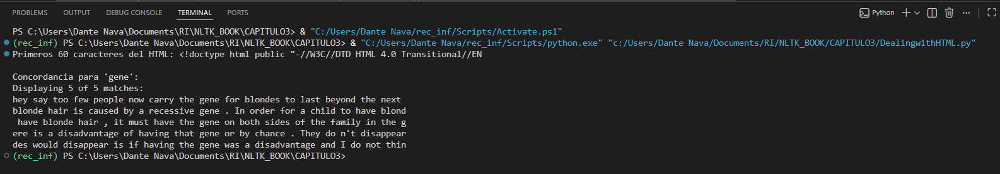 PROBLEMS OUTPUT DEBUG CONSOLE TERMINAL PORTS Python
PS C:\Users\Dante Nava\Documents\RI\NLTK_BOOK\CAPITULO3> & "C:/Users/Dante Nava/rec_inf/Scripts/Activate.ps1"
(rec_inf) PS C:\Users\Dante Nava\Documents\RI\NLTK_BOOK\CAPITULO3> & "C:/Users/Dante Nava/rec_inf/Scripts/python.exe" "c:/Users/Dante Nava/Documents/RI/NLTK_BOOK/CAPITULO3/DealingwithHTML.py"
Primeros 60 caracteres del HTML: <!doctype html public "-//W3C//DTD HTML 4.0 Transitional//EN
Concordancia para 'gene':
Displaying 5 of 5 matches:
hey say too few people now carry the gene for blondes to last beyond the next
blonde hair is caused by a recessive gene . In order for a child to have blond
have blonde hair , it must have the gene on both sides of the family in the g
ere is a disadvantage of having that gene or by chance . They do n't disappear
des would disappear is if having the gene was a disadvantage and I do not thin
(rec_inf) PS C:\Users\Dante Nava\Documents\RI\NLTK_BOOK\CAPITULO3>